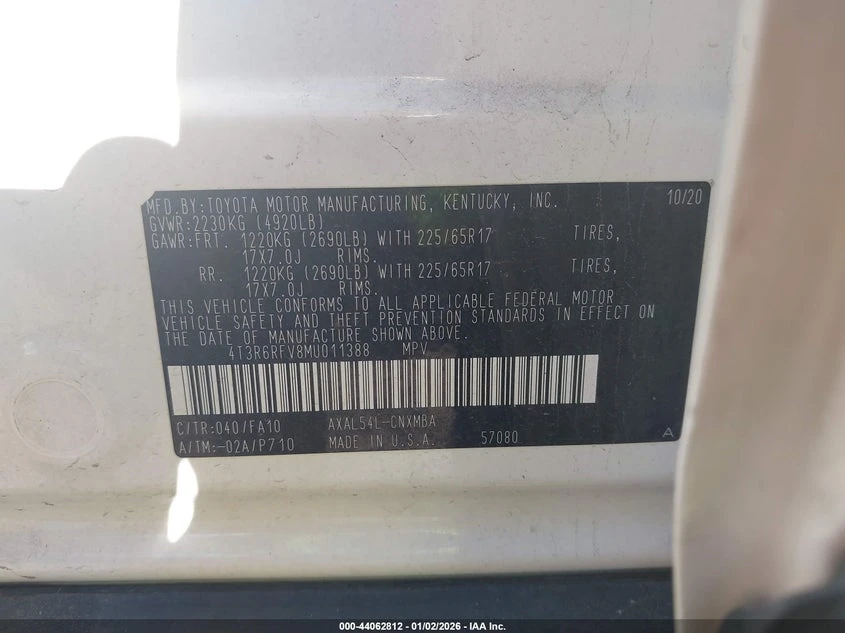 MFD.BY:TOYOTA MOTOR MANUFACTURING, KENTUCKY, INC. 10/20
GVWR:2230KG (4920LB)
GAWR:FRT. 1220KG (2690LB) WITH 225/65R17 TIRES,
17X7.0J RIMS.
RR. 1220KG (2690LB) WITH 225/65R17 TIRES,
17X7.0J RIMS.
THIS VEHICLE CONFORMS TO ALL APPLICABLE FEDERAL MOTOR
VEHICLE SAFETY AND THEFT PREVENTION STANDARDS IN EFFECT ON
THE DATE OF MANUFACTURE SHOWN ABOVE.
4T3R6RFV8MU011388 MPV
C/TR:040/FA10 AXAL54L-CNXMBA
A/TM:-02A/P710 MADE IN U.S.A. 57080 A
000-44062812 - 01/02/2026 - IAA Inc.